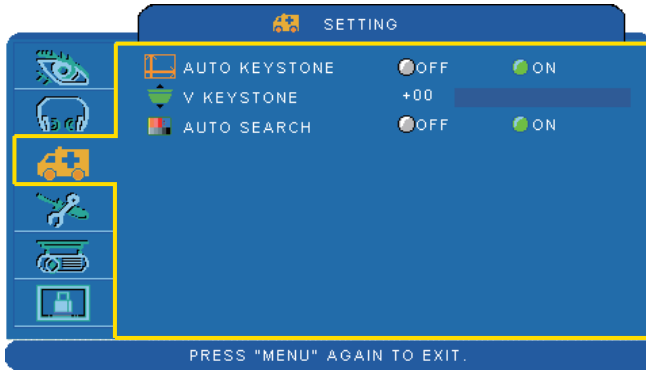 SETTING
AUTO KEYSTONE OFF ON
V KEYSTONE +00
AUTO SEARCH OFF ON
PRESS "MENU" AGAIN TO EXIT.